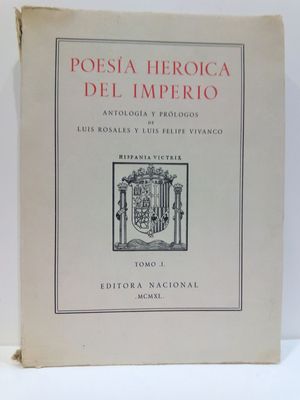 POESÍA HEROICA
DEL IMPERIO
ANTOLOGÍA Y PRÓLOGOS
DE
LUIS ROSALES Y LUIS FELIPE VIVANCO
HISPANIA VICTRIX
TOMO I.
EDITORA NACIONAL
.MCMXL.